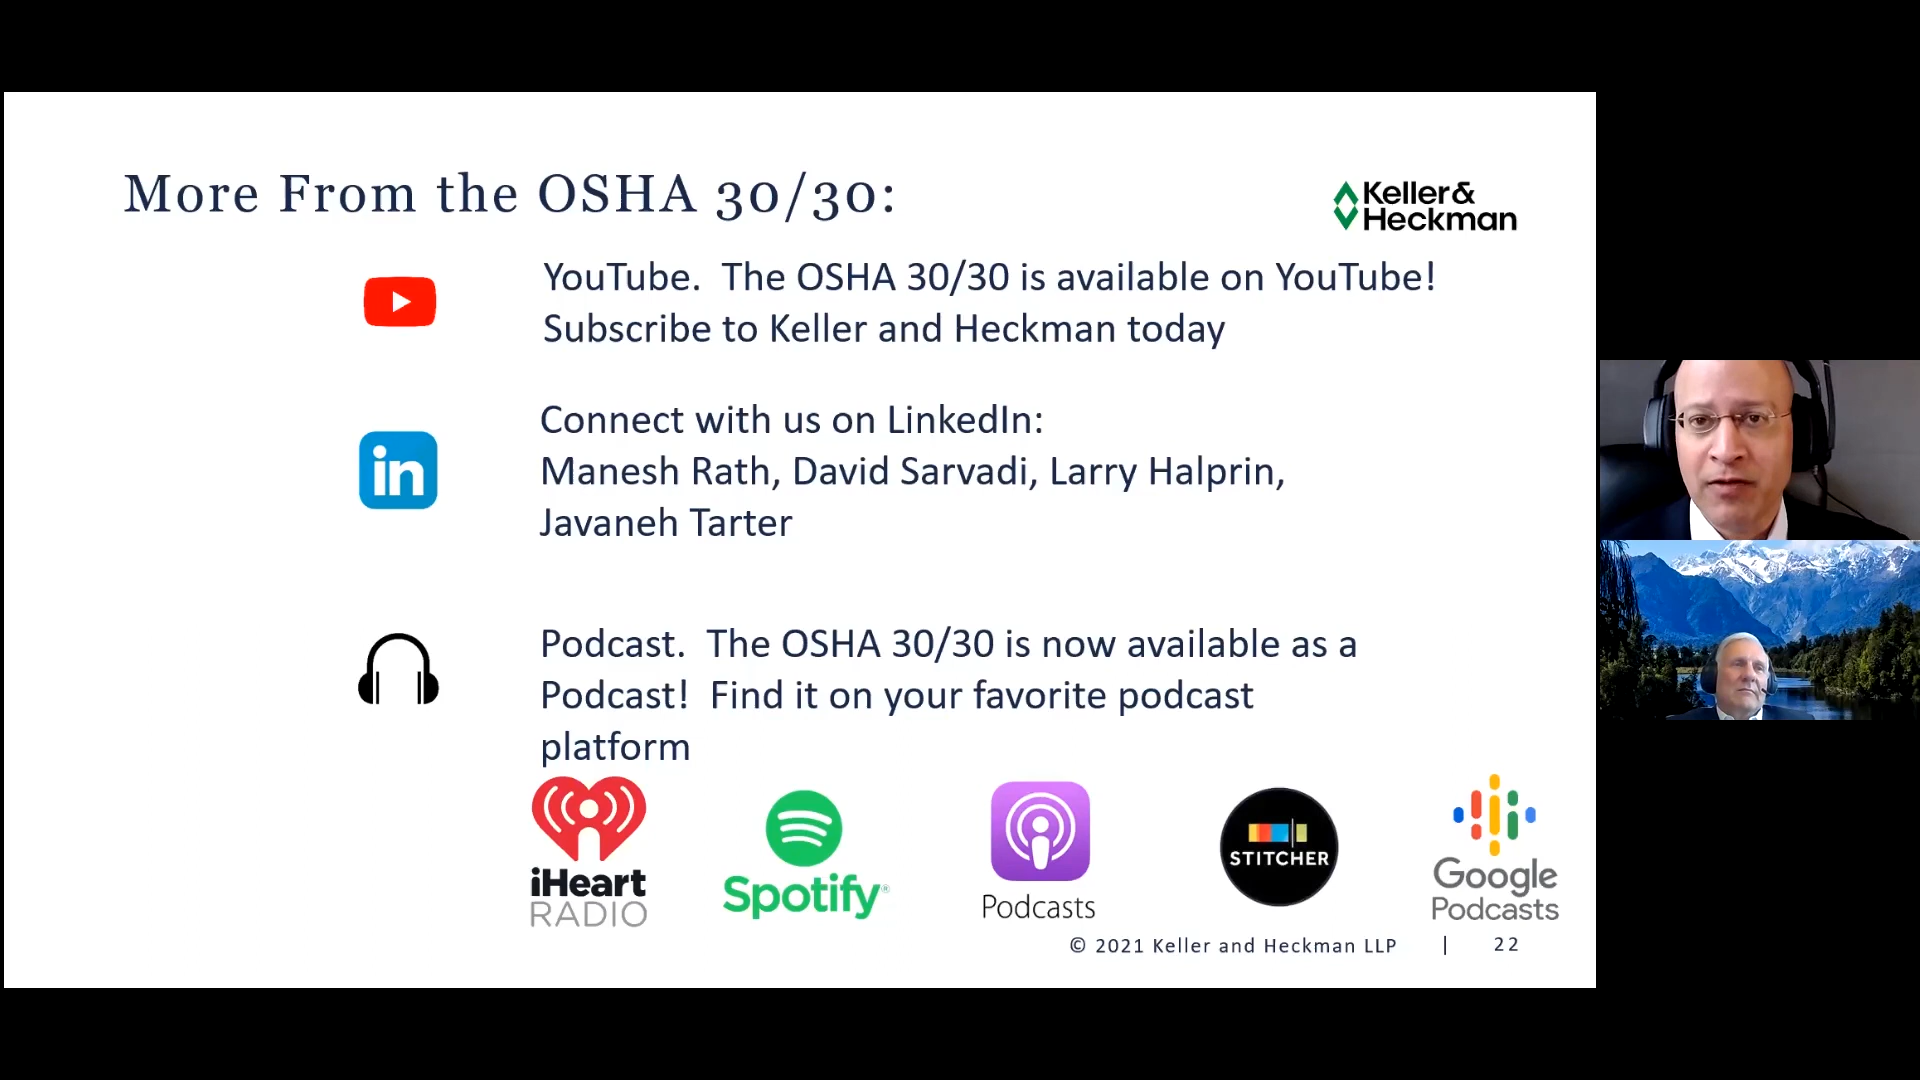 More From the OSHA 30/30:
Keller&
Heckman
YouTube.  The OSHA 30/30 is available on YouTube!
Subscribe to Keller and Heckman today
in
Connect with us on LinkedIn:
Manesh Rath, David Sarvadi, Larry Halprin,
Javaneh Tarter
Podcast.  The OSHA 30/30 is now available as a
Podcast!  Find it on your favorite podcast
platform
iHeart
RADIO
Spotify®
Podcasts
STITCHER
Google
Podcasts
© 2021 Keller and Heckman LLP | 22